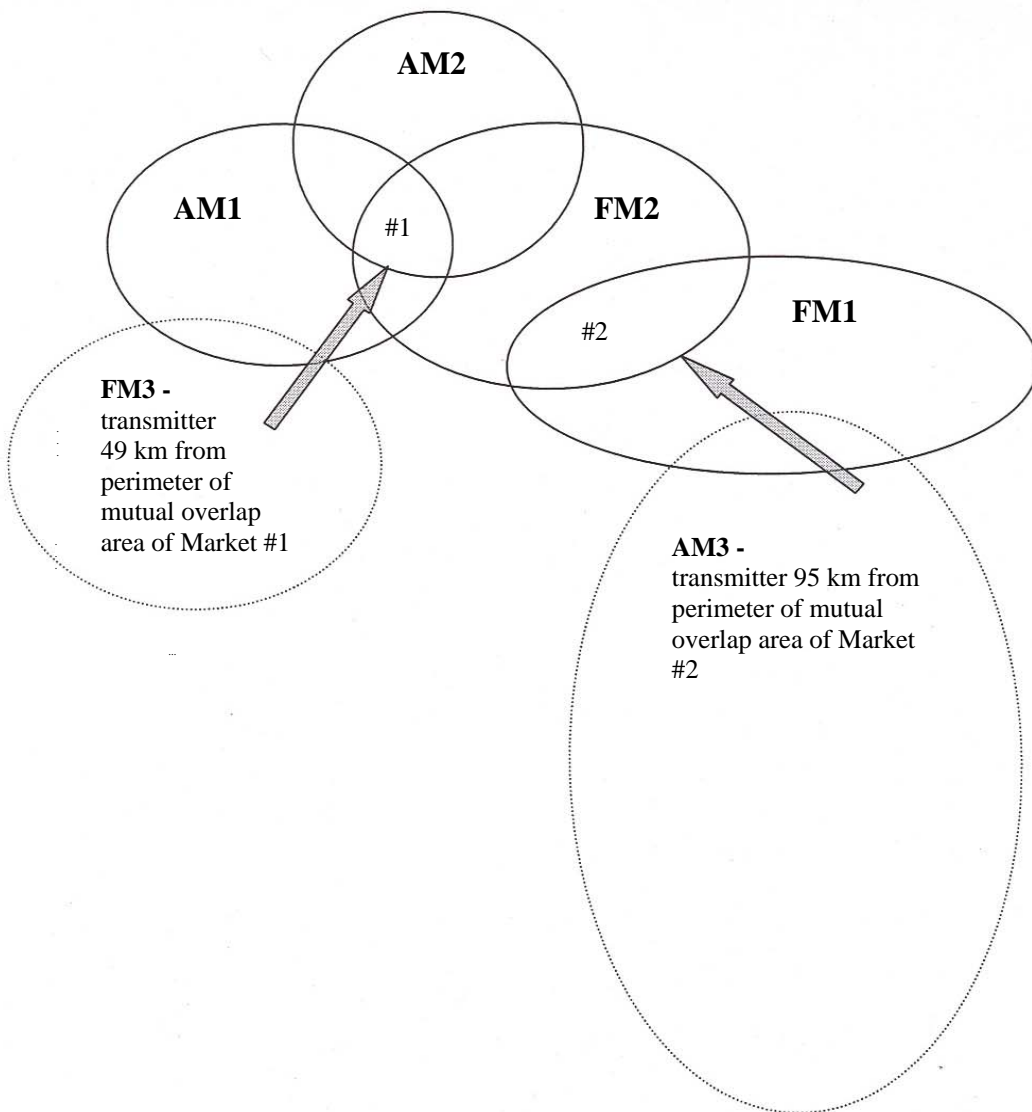 AM2
AM1
FM2
#1
FM1
#2
FM3 -
transmitter
49 km from
perimeter of
mutual overlap
area of Market #1
AM3 -
transmitter 95 km from
perimeter of mutual
overlap area of Market
#2